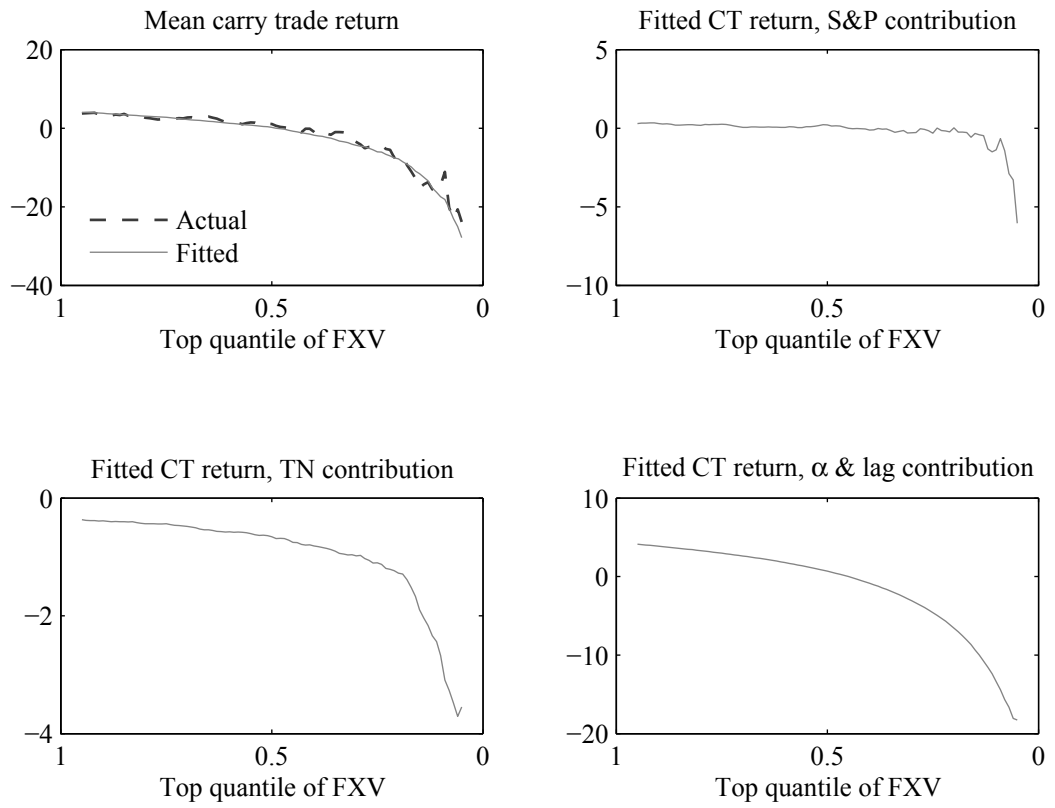 Mean carry trade return
20
0
−20
−40
Actual
Fitted
1
0.5
0
Top quantile of FXV
Fitted CT return, S&P contribution
5
0
−5
−10
1
0.5
0
Top quantile of FXV
Fitted CT return, TN contribution
0
−2
−4
1
0.5
0
Top quantile of FXV
Fitted CT return, α & lag contribution
10
0
−10
−20
1
0.5
0
Top quantile of FXV